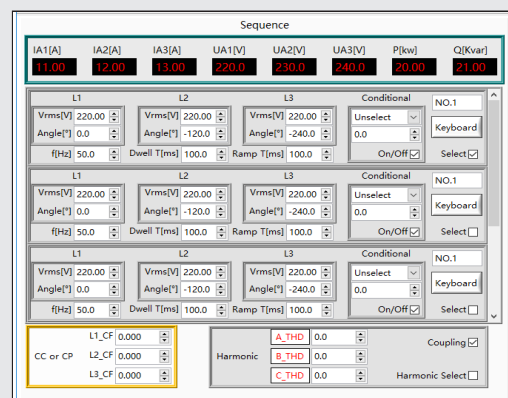 Sequence
IA1[A] IA2[A] IA3[A] UA1[V] UA2[V] UA3[V] P[kw] Q[Kvar]
11.00 12.00 13.00 220.0 230.0 240.0 20.00 21.00
L1 L2 L3 Conditional NO.1
Vrms[V] 220.00 Vrms[V] 220.00 Vrms[V] 220.00 Unselect Keyboard
Angle[°] 0.0 Angle[°] -120.0 Angle[°] -240.0 0.0
f[Hz] 50.0 Dwell T[ms] 100.0 Ramp T[ms] 100.0 On/Off Select
L1 L2 L3 Conditional NO.1
Vrms[V] 220.00 Vrms[V] 220.00 Vrms[V] 220.00 Unselect Keyboard
Angle[°] 0.0 Angle[°] -120.0 Angle[°] -240.0 0.0
f[Hz] 50.0 Dwell T[ms] 100.0 Ramp T[ms] 100.0 On/Off Select
L1 L2 L3 Conditional NO.1
Vrms[V] 220.00 Vrms[V] 220.00 Vrms[V] 220.00 Unselect Keyboard
Angle[°] 0.0 Angle[°] -120.0 Angle[°] -240.0 0.0
f[Hz] 50.0 Dwell T[ms] 100.0 Ramp T[ms] 100.0 On/Off Select
L1_CF 0.000 A_THD 0.0 Coupling
CC or CP L2_CF 0.000 Harmonic B_THD 0.0
L3_CF 0.000 C_THD 0.0 Harmonic Select